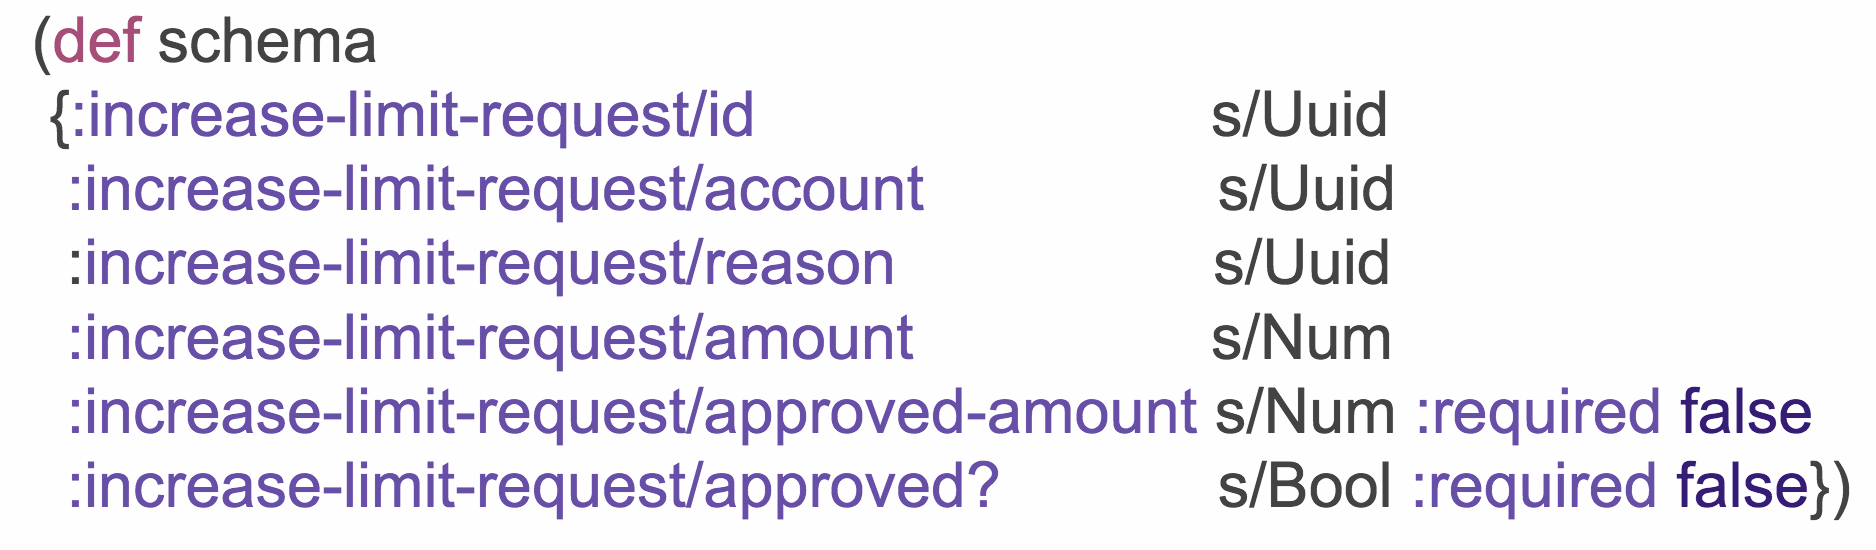 (def schema
{:increase-limit-request/id s/Uuid
:increase-limit-request/account s/Uuid
:increase-limit-request/reason s/Uuid
:increase-limit-request/amount s/Num
:increase-limit-request/approved-amount s/Num :required false
:increase-limit-request/approved? s/Bool :required false})